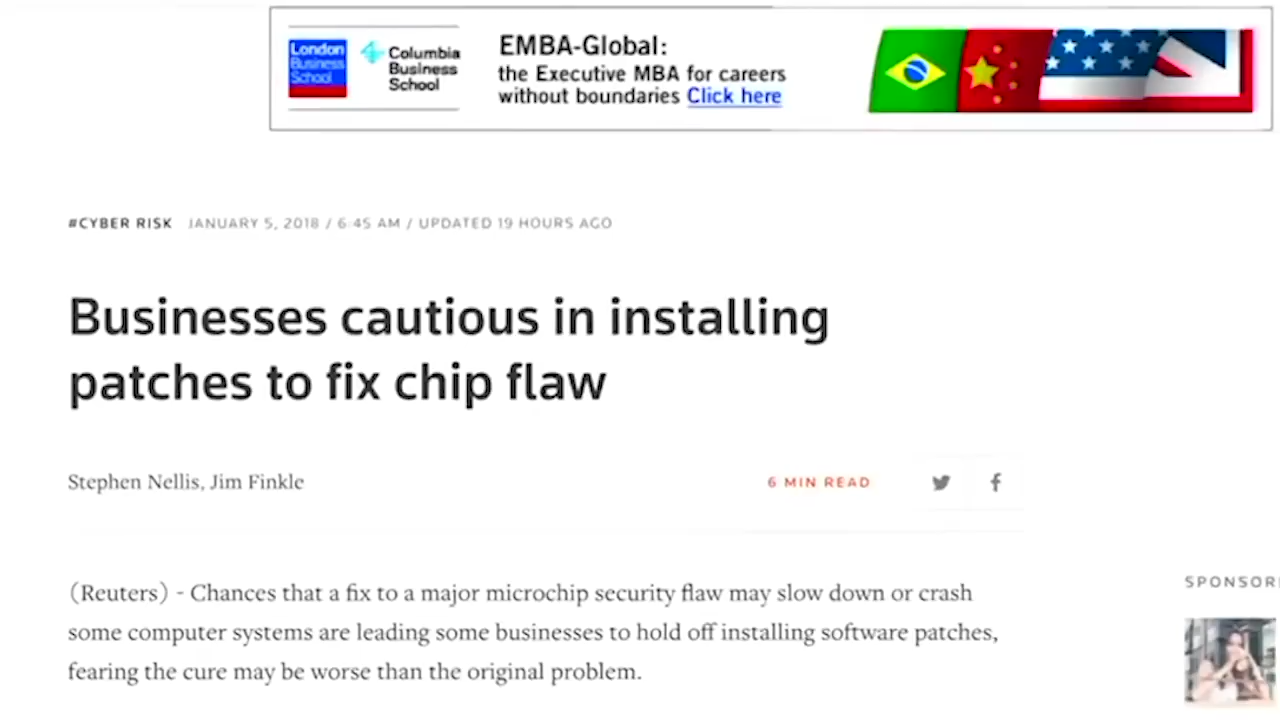 London
Business
School
Columbia
Business
School
EMBA-Global:
the Executive MBA for careers
without boundaries Click here
#CYBER RISK JANUARY 5, 2018 / 6:45 AM / UPDATED 19 HOURS AGO
Businesses cautious in installing
patches to fix chip flaw
Stephen Nellis, Jim Finkle
6 MIN READ
(Reuters) - Chances that a fix to a major microchip security flaw may slow down or crash
some computer systems are leading some businesses to hold off installing software patches,
fearing the cure may be worse than the original problem.
SPONSOR